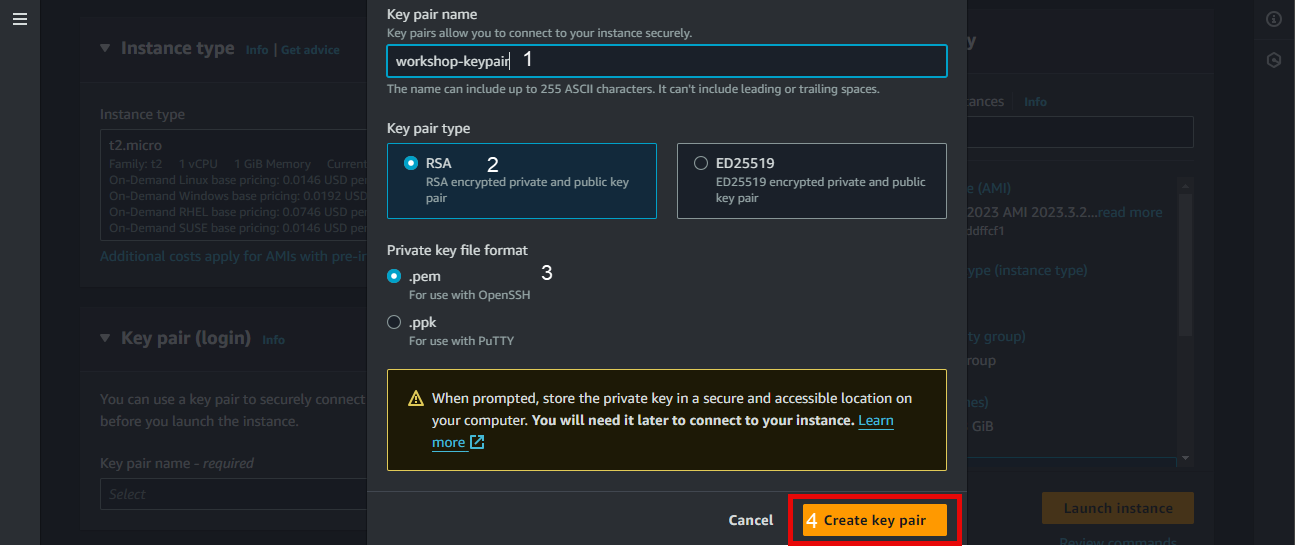 Key pair name
Key pairs allow you to connect to your instance securely.
workshop-keypair 1
The name can include up to 255 ASCII characters. It can't include leading or trailing spaces.
Key pair type
RSA 2
RSA encrypted private and public key
pair
ED25519
ED25519 encrypted private and public
key pair
Private key file format
.pem 3
For use with OpenSSH
.ppk
For use with PuTTY
When prompted, store the private key in a secure and accessible location on
your computer. You will need it later to connect to your instance. Learn
more
Cancel
4 Create key pair
Instance type Info | Get advice
Instance type
t2.micro
Family: t2 1 vCPU 1 GiB Memory Current
On-Demand Linux base pricing: 0.0146 USD per
On-Demand Windows base pricing: 0.0192 USD
On-Demand RHEL base pricing: 0.0746 USD per
On-Demand SUSE base pricing: 0.0146 USD per
Additional costs apply for AMIs with pre-in
Key pair (login) Info
You can use a key pair to securely connect
before you launch the instance.
Key pair name - required
Select
y
ances Info
e (AMI)
2023 AMI 2023.3.2...read more
ddffcf1
ype (instance type)
ty group)
roup
nes)
GiB
Launch instance
Review commands